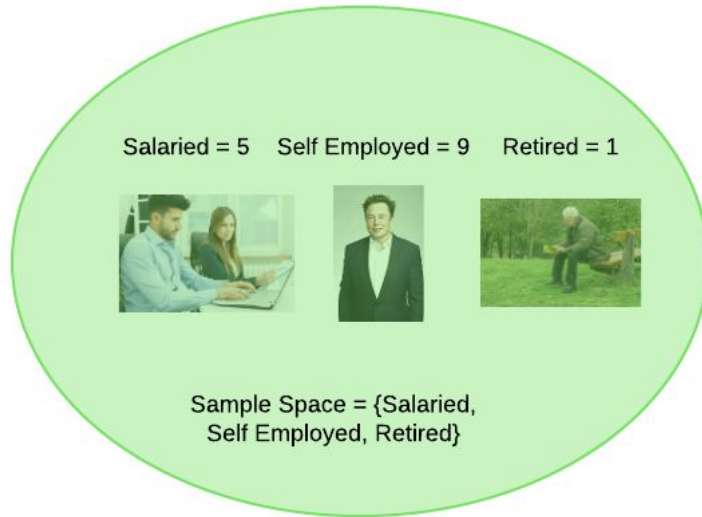 Salaried = 5 Self Employed = 9 Retired = 1
Sample Space = {Salaried,
Self Employed, Retired}